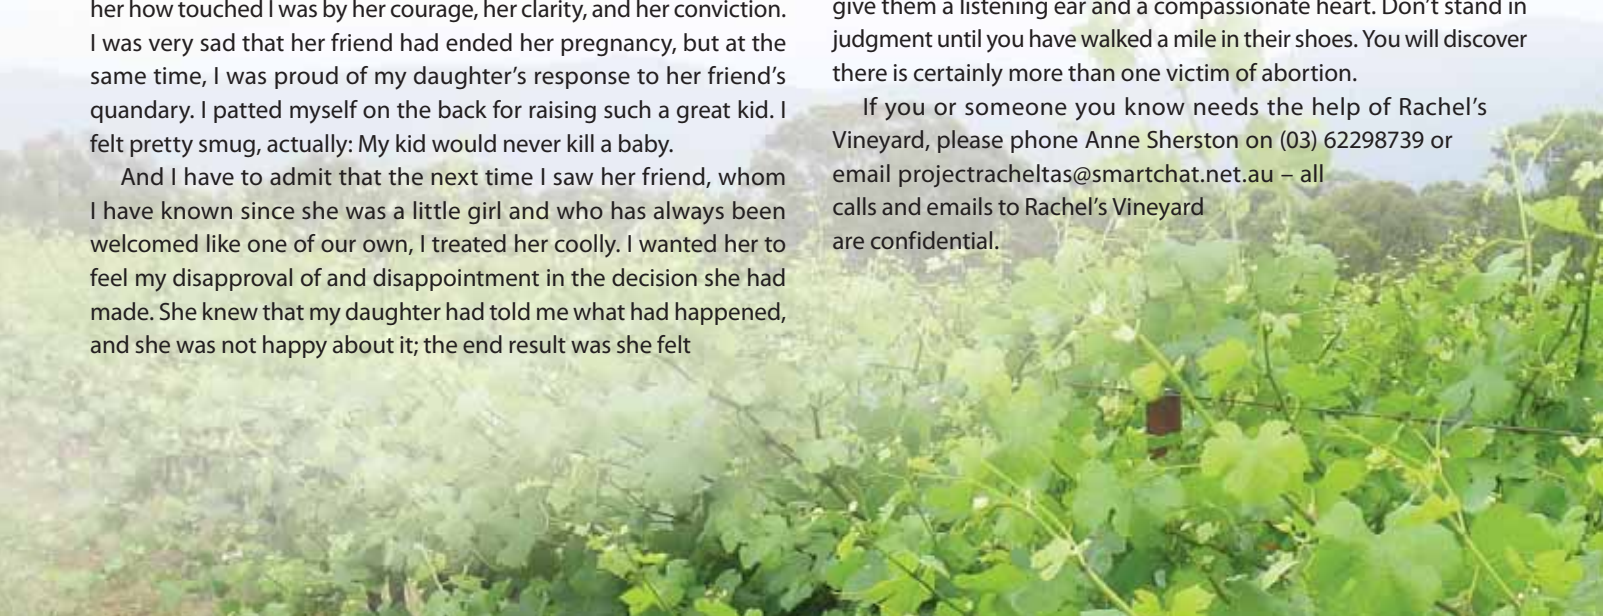 her how touched I was by her courage, her clarity, and her conviction.
I was very sad that her friend had ended her pregnancy, but at the
same time, I was proud of my daughter’s response to her friend’s
quandary. I patted myself on the back for raising such a great kid. I
felt pretty smug, actually: My kid would never kill a baby.
And I have to admit that the next time I saw her friend, whom
I have known since she was a little girl and who has always been
welcomed like one of our own, I treated her coolly. I wanted her to
feel my disapproval of and disappointment in the decision she had
made. She knew that my daughter had told me what had happened,
and she was not happy about it; the end result was she felt
give them a listening ear and a compassionate heart. Don’t stand in
judgment until you have walked a mile in their shoes. You will discover
there is certainly more than one victim of abortion.
If you or someone you know needs the help of Rachel’s
Vineyard, please phone Anne Sherston on (03) 62298739 or
email projectracheltas@smartchat.net.au – all
calls and emails to Rachel’s Vineyard
are confidential.